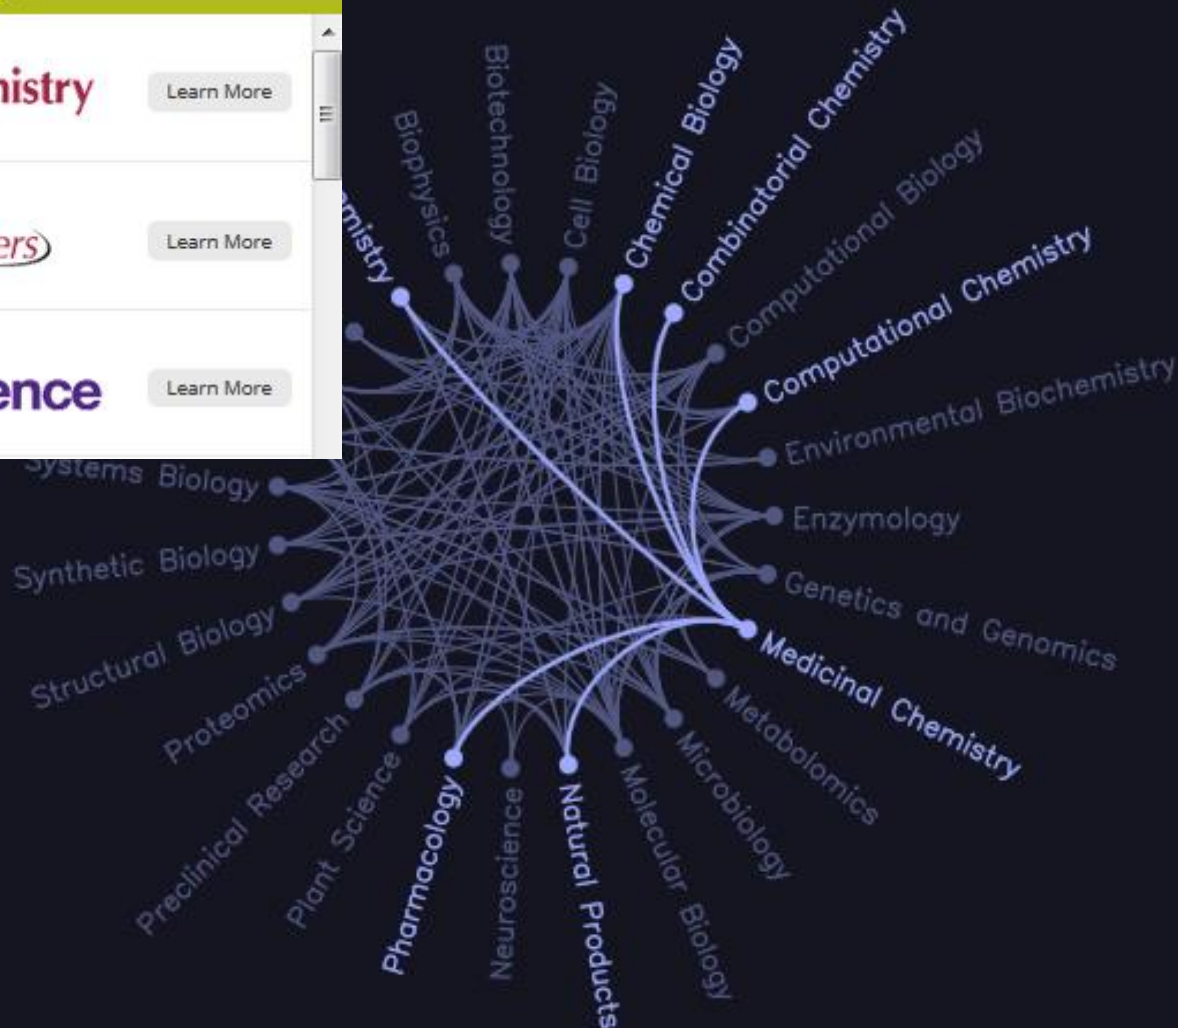 nistry
Learn More
ers)
Learn More
ence
Learn More
emistry
Biophysics
Biotechnology
Cell Biology
Chemical Biology
Combinatorial Chemistry
Computational Biology
Computational Chemistry
Environmental Biochemistry
Enzymology
Genetics and Genomics
Medicinal Chemistry
Metabolomics
Microbiology
Molecular Biology
Natural Products
Neuroscience
Pharmacology
Plant Science
Preclinical Research
Proteomics
Structural Biology
Synthetic Biology
Systems Biology